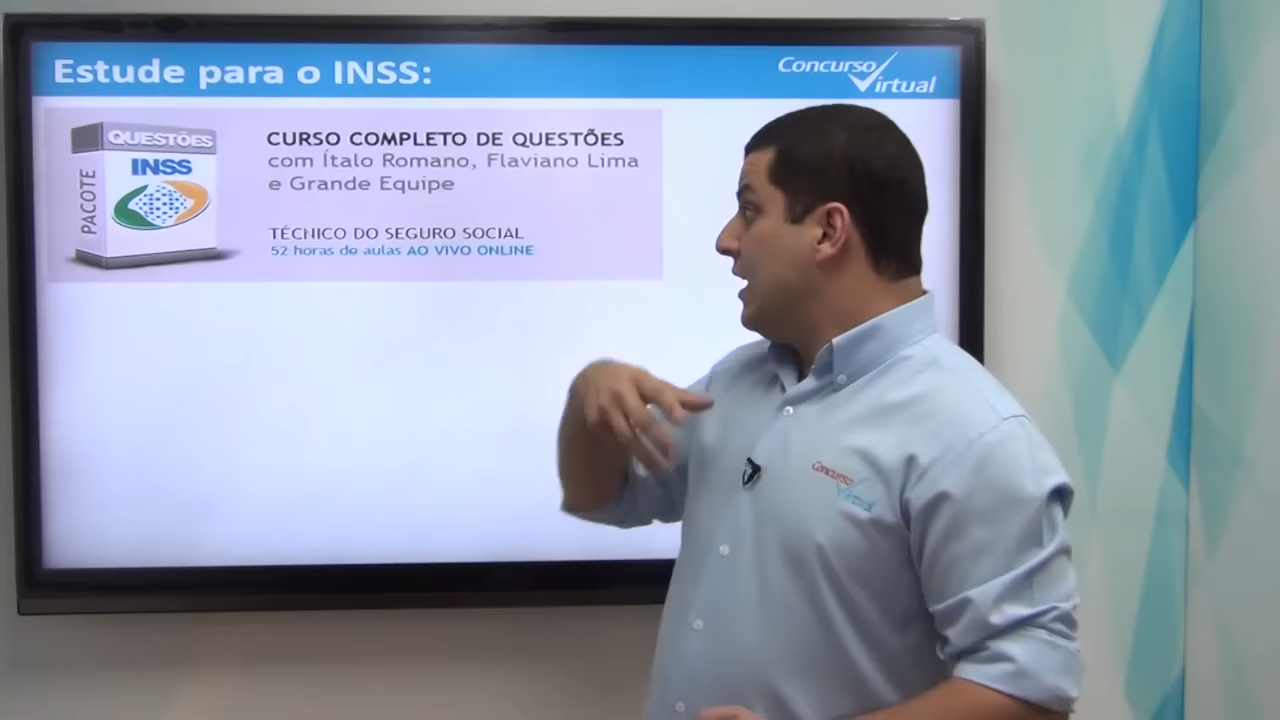 Estude para o INSS:
Concurso
Virtual
QUESTÕES
INSS
PACOTE
CURSO COMPLETO DE QUESTÕES
com Ítalo Romano, Flaviano Lima
e Grande Equipe
TÉCNICO DO SEGURO SOCIAL
52 horas de aulas AO VIVO ONLINE
Concurso
Virtual